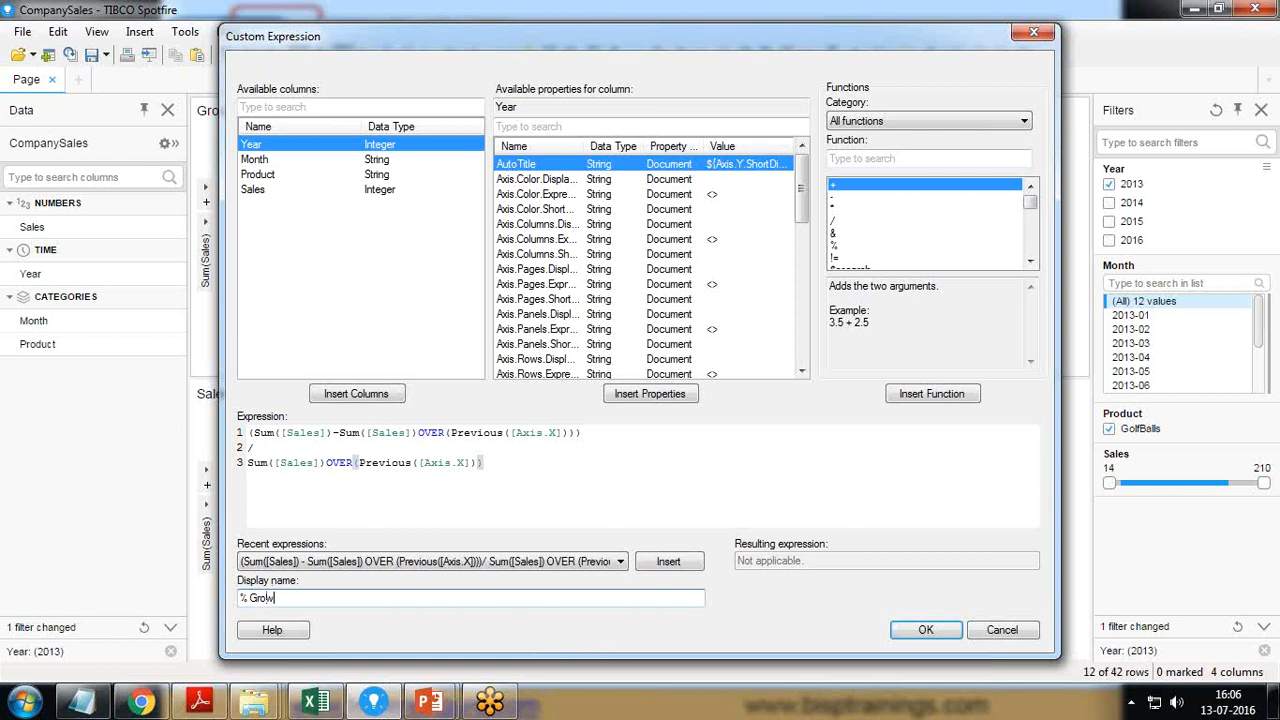 CompanySales - TIBCO Spotfire
File Edit View Insert Tools
Page
Data
CompanySales
Type to search columns
NUMBERS
Sales
TIME
Year
CATEGORIES
Month
Product
1 filter changed
Year: (2013)
Sum(Sales)
Sum(Sales)
Custom Expression
Available columns:
Type to search
Name Data Type
Year Integer
Month String
Product String
Sales Integer
Insert Columns
Available properties for column:
Year
Type to search
Name Data Type Property ... Value
AutoTitle String Document ${Axis.Y.ShortDi...
Axis.Color.Displa... String Document
Axis.Color.Expre... String Document <>
Axis.Color.Short... String Document
Axis.Columns.Dis... String Document
Axis.Columns.Ex... String Document <>
Axis.Columns.Sh... String Document
Axis.Pages.Displ... String Document
Axis.Pages.Expr... String Document <>
Axis.Pages.Short... String Document
Axis.Panels.Displ... String Document
Axis.Panels.Expr... String Document <>
Axis.Panels.Shor... String Document
Axis.Rows.Displ... String Document
Axis.Rows.Expre... String Document <>
Insert Properties
Functions
Category:
All functions
Function:
Type to search
+
-
*
/
&
%
!=
Adds the two arguments.
Example:
3.5 + 2.5
Insert Function
Expression:
1 (Sum([Sales])-Sum([Sales])OVER(Previous([Axis.X])))
2 /
3 Sum([Sales])OVER(Previous([Axis.X]))
Recent expressions:
(Sum([Sales]) - Sum([Sales]) OVER (Previous([Axis.X])))/ Sum([Sales]) OVER (Previou
Insert
Resulting expression:
Not applicable.
Display name:
% Grow
Help
OK
Cancel
Filters
Type to search filters
Year
2013
2014
2015
2016
Month
Type to search in list
(All) 12 values
2013-01
2013-02
2013-03
2013-04
2013-05
2013-06
Product
GolfBalls
Sales
14 210
1 filter changed
Year: (2013)
12 of 42 rows 0 marked 4 columns
16:06
13-07-2016